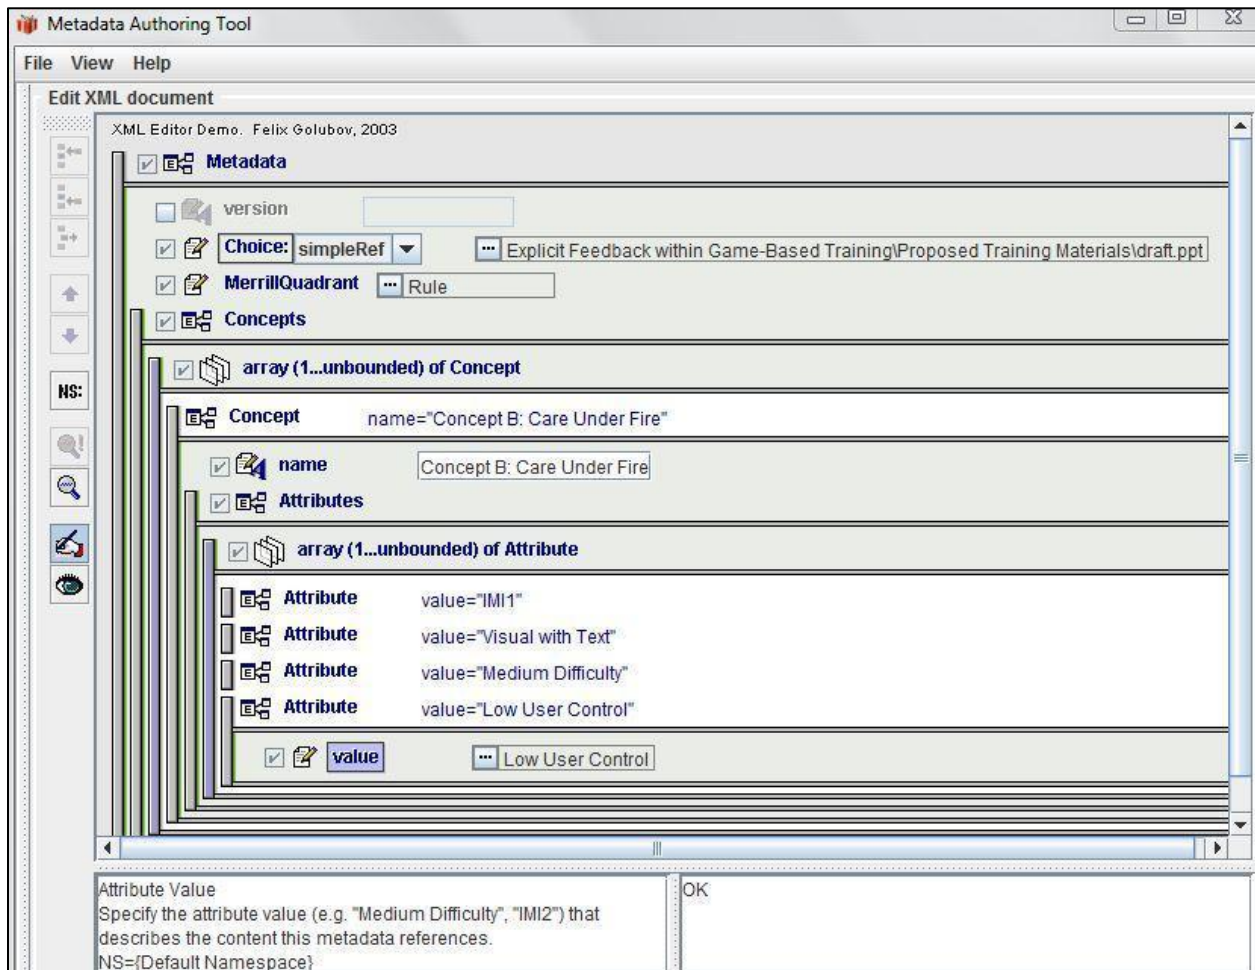 Metadata Authoring Tool
File View Help
Edit XML document
XML Editor Demo. Felix Golubov, 2003
Metadata
version
Choice: simpleRef ... Explicit Feedback within Game-Based Training\Proposed Training Materials\draft.ppt
MerrillQuadrant ... Rule
Concepts
array (1...unbounded) of Concept
NS:
Concept name="Concept B: Care Under Fire"
name Concept B: Care Under Fire
Attributes
array (1...unbounded) of Attribute
Attribute value="IMI1"
Attribute value="Visual with Text"
Attribute value="Medium Difficulty"
Attribute value="Low User Control"
value ... Low User Control
Attribute Value
Specify the attribute value (e.g. "Medium Difficulty", "IMI2") that
describes the content this metadata references.
NS={Default Namespace}
OK